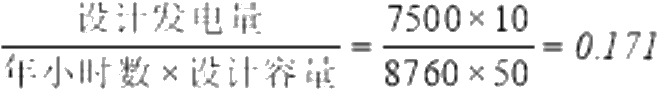 设计发电量 / 年小时数×设计容量 = 7500×10 / 8760×50 = 0.171